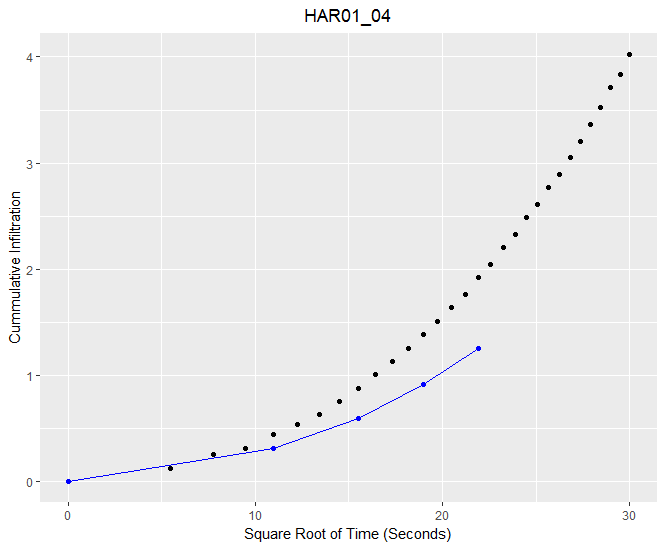 HAR01_04
Cummulative Infiltration
4
3
2
1
0
0 10 20 30
Square Root of Time (Seconds)